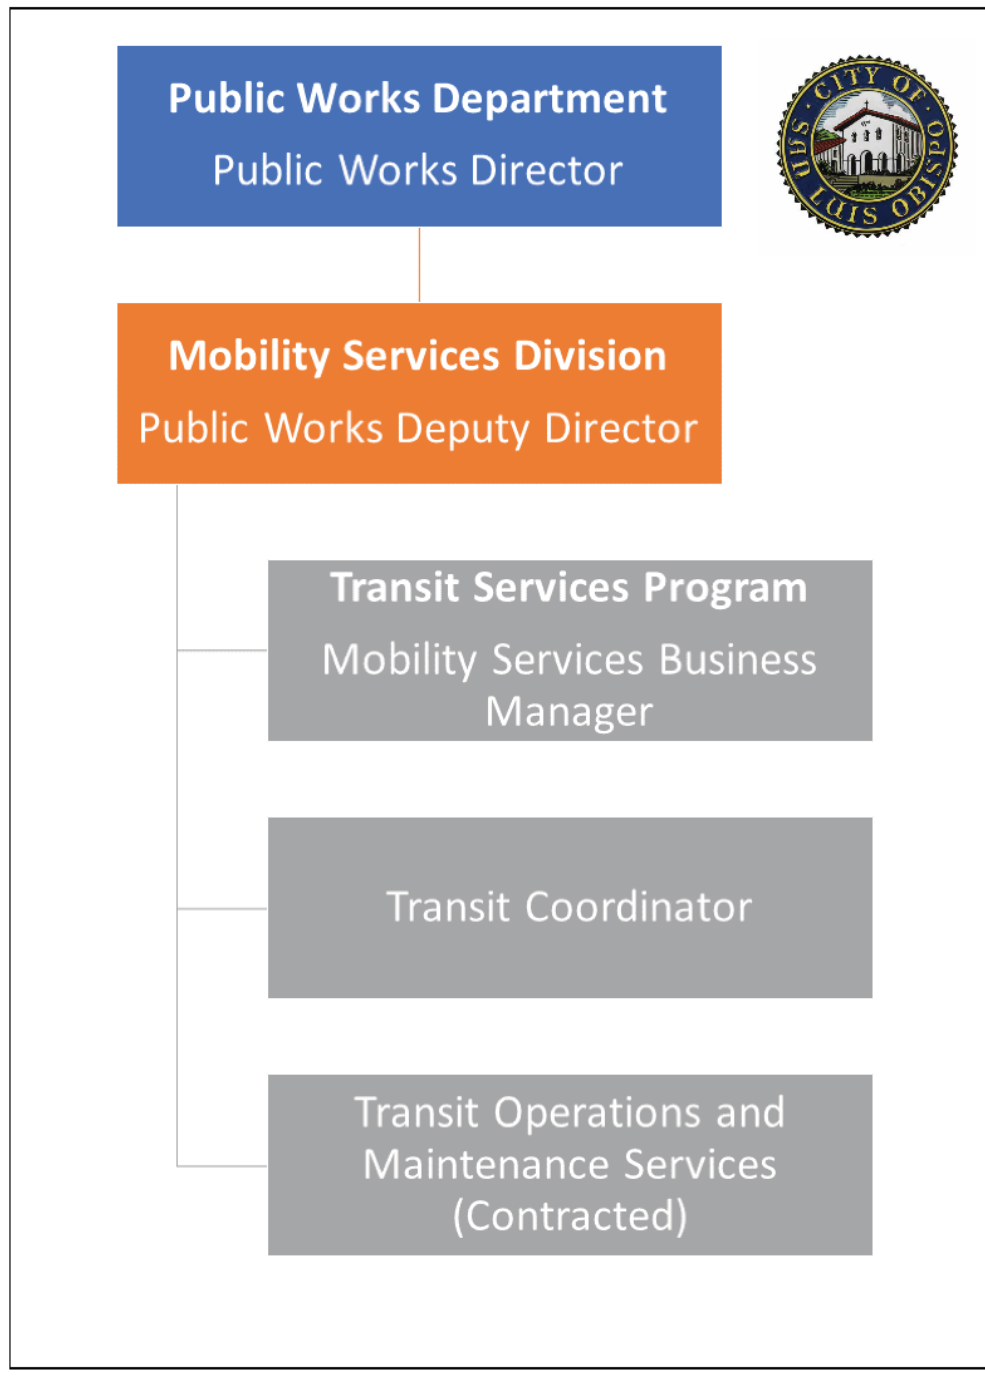 Public Works Department
Public Works Director
CITY OF
SAN LUIS OBISPO
Mobility Services Division
Public Works Deputy Director
Transit Services Program
Mobility Services Business
Manager
Transit Coordinator
Transit Operations and
Maintenance Services
(Contracted)